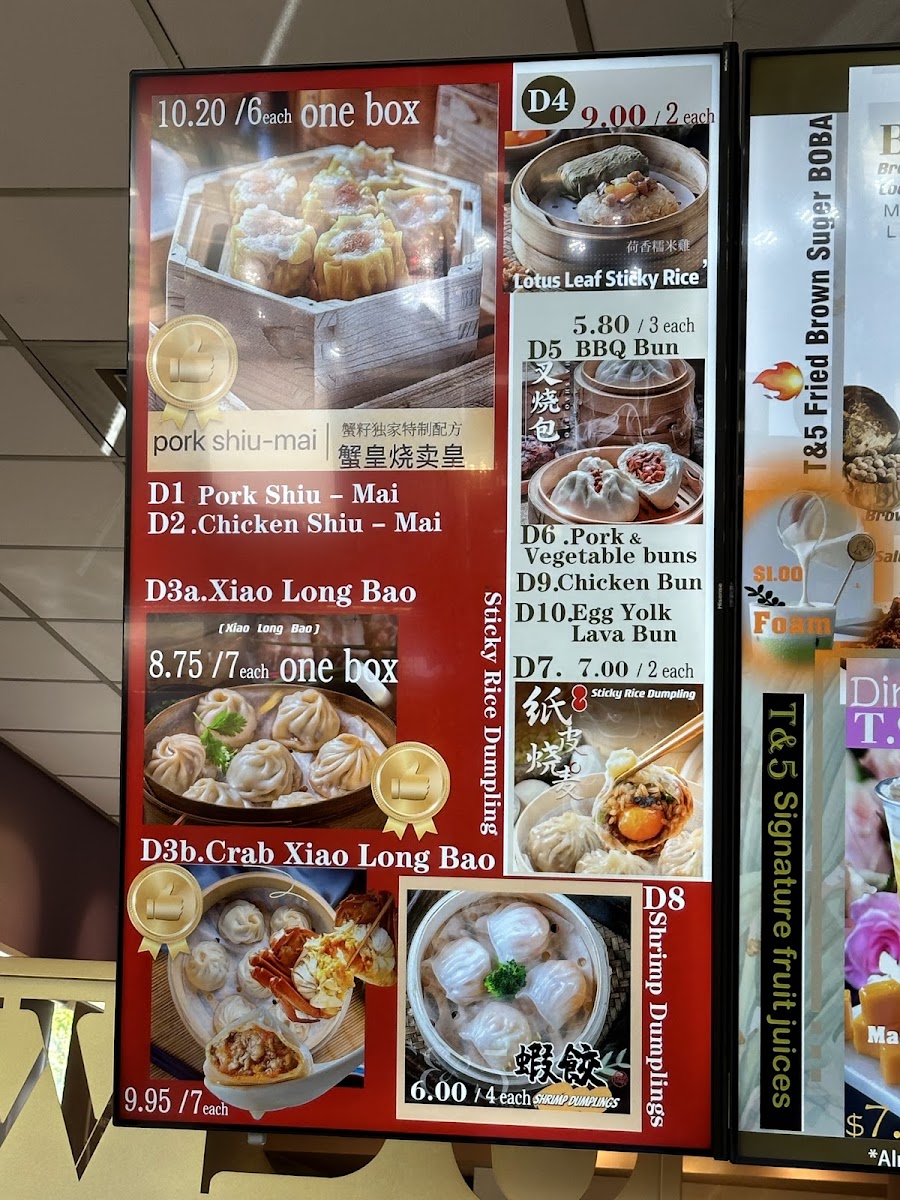 10.20 /6each one box
pork shiu-mai
蟹籽独家特制配方
蟹皇烧卖皇
D1 Pork Shiu – Mai
D2.Chicken Shiu – Mai
D3a.Xiao Long Bao
(Xiao Long Bao)
8.75 /7each one box
D3b.Crab Xiao Long Bao
9.95 /7each
Sticky Rice Dumpling
D4
9.00 / 2 each
荷香糯米雞
Lotus Leaf Sticky Rice
5.80 / 3 each
D5 BBQ Bun
叉烧包
D6.Pork &
Vegetable buns
D9.Chicken Bun
D10.Egg Yolk
Lava Bun
D7. 7.00 / 2 each
Sticky Rice Dumpling
纸皮烧麦
D8
Shrimp Dumplings
蝦餃
6.00 / 4 each
SHRIMP DUMPLINGS
T&5 Fried Brown Suger BOBA
$1.00
Foam
T&5 Signature fruit juices